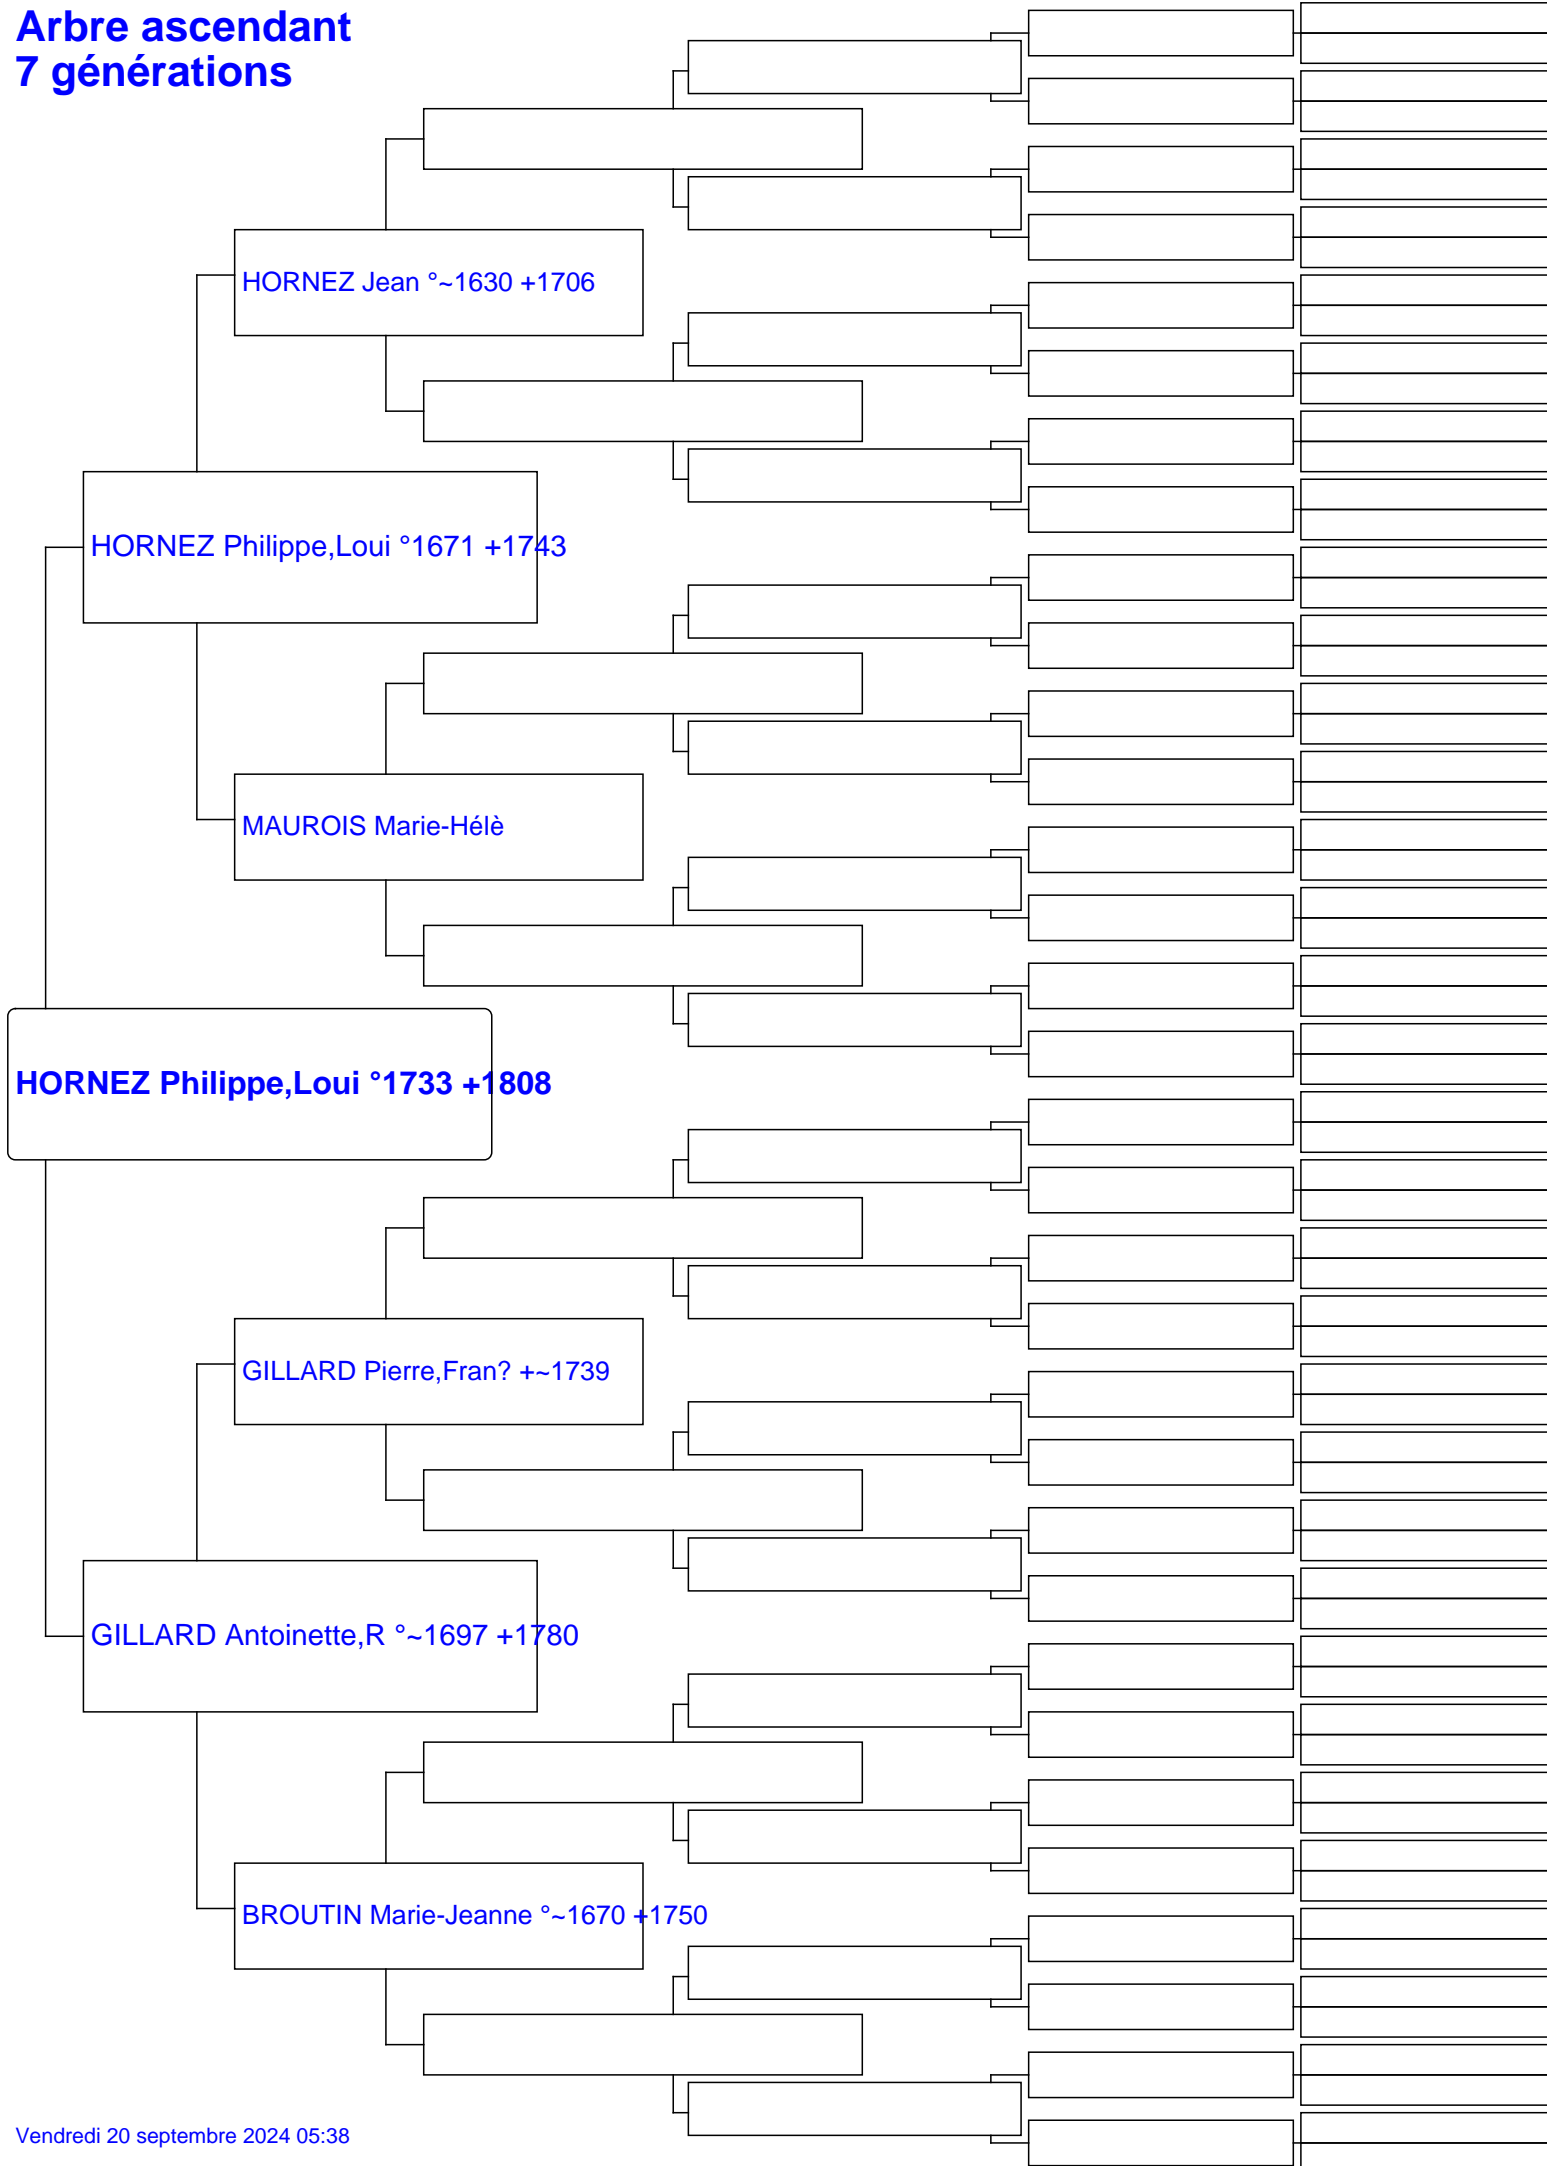 Arbre ascendant
7 générations
HORNEZ Jean °~1630 +1706
HORNEZ Philippe,Loui °1671 +1743
MAUROIS Marie-Hélè
HORNEZ Philippe,Loui °1733 +1808
GILLARD Pierre,Fran? +~1739
GILLARD Antoinette,R °~1697 +1780
BROUTIN Marie-Jeanne °~1670 +1750
Vendredi 20 septembre 2024 05:38